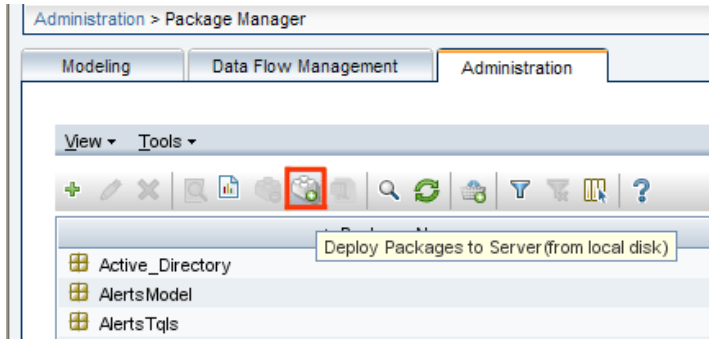 Administration > Package Manager
Modeling Data Flow Management Administration
View Tools
?
Deploy Packages to Server(from local disk)
Active_Directory
AlertsModel
AlertsTqls